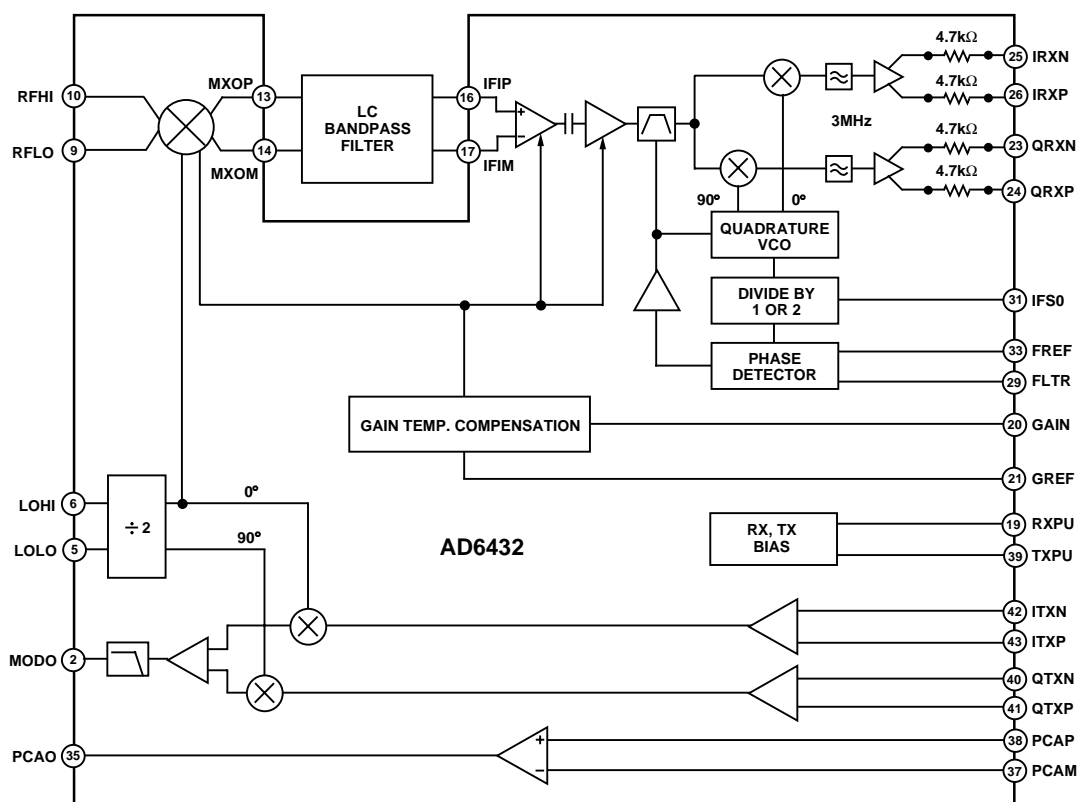 4.7kΩ
25 IRXN
RFHI 10
MXOP 13
16 IFIP
4.7kΩ
26 IRXP
LC
BANDPASS
FILTER
+
−
3MHz
4.7kΩ
23 QRXN
RFLO 9
14
MXOM
17
IFIM
4.7kΩ
24 QRXP
90° 0°
QUADRATURE
VCO
DIVIDE BY
1 OR 2
31 IFS0
PHASE
DETECTOR
33 FREF
29 FLTR
GAIN TEMP. COMPENSATION
20 GAIN
21 GREF
LOHI 6
0°
÷ 2
LOLO 5
90°
AD6432
RX, TX
BIAS
19 RXPU
39 TXPU
42 ITXN
43 ITXP
MODO 2
40 QTXN
41 QTXP
PCAO 35
+
−
38 PCAP
37 PCAM